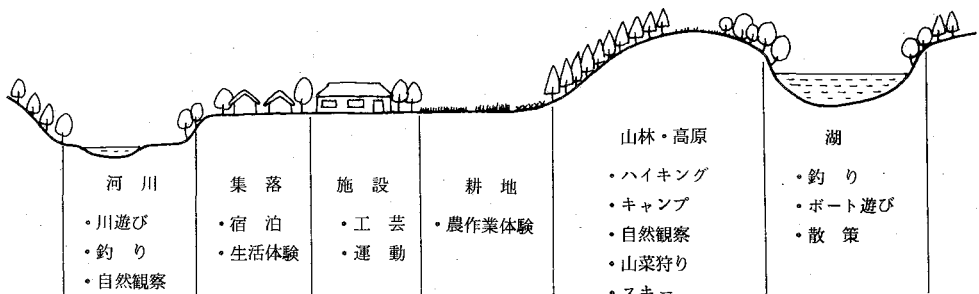 河川
・川遊び
・釣り
・自然観察
集落
・宿泊
・生活体験
施設
・工芸
・運動
耕地
・農作業体験
山林・高原
・ハイキング
・キャンプ
・自然観察
・山菜狩り
・スキー
湖
・釣り
・ボート遊び
・散策